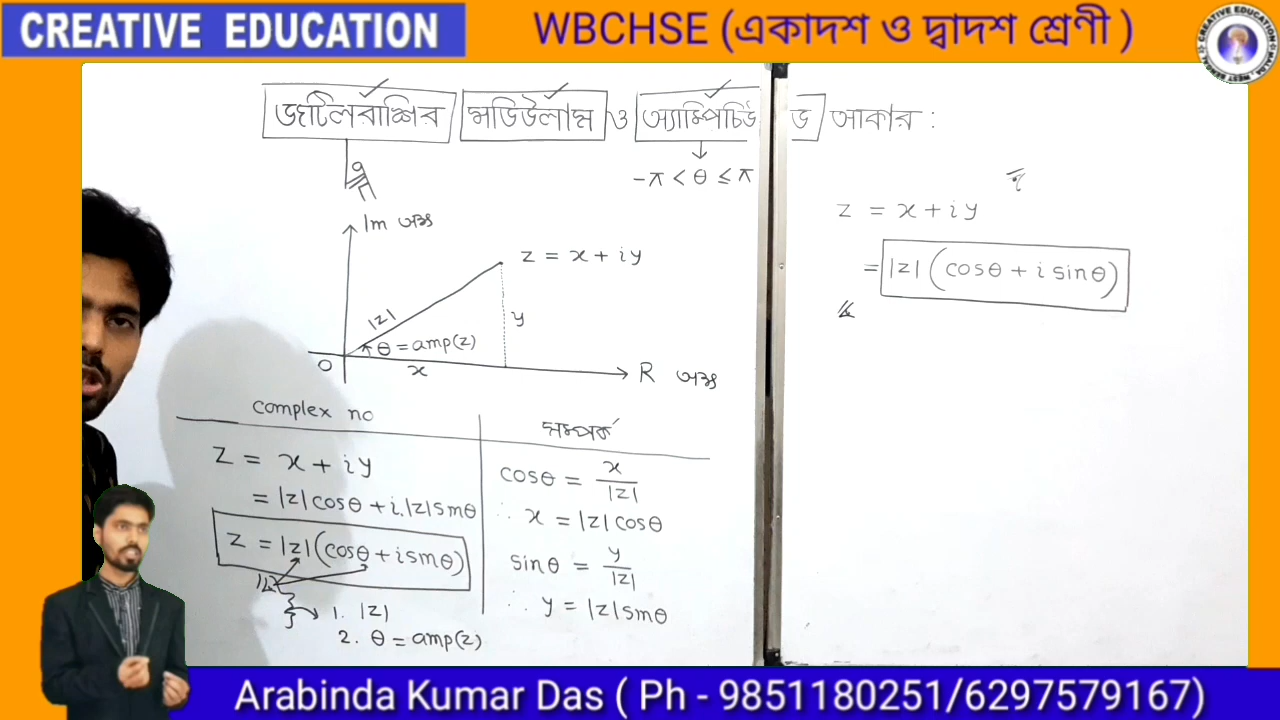 CREATIVE EDUCATION
WBCHSE (একাদশ ও দ্বাদশ শ্রেণী )
জটিলরাশির মডিউলাস ও অ্যামপ্লিচিউড আকার :
-π < θ ≤ π
Im অক্ষ
z = x + iy
|z|
y
θ = amp(z)
O
x
R অক্ষ
complex no
Z = x + iy
= |z|cosθ + i.|z|sinθ
Z = |z|(cosθ + isinθ)
1. |z|
2. θ = amp(z)
সম্পর্ক
cosθ = x/|z|
∴ x = |z|cosθ
sinθ = y/|z|
∴ y = |z|sinθ
z = x + iy
= |z| (cosθ + i sinθ)
Arabinda Kumar Das ( Ph - 9851180251/6297579167)